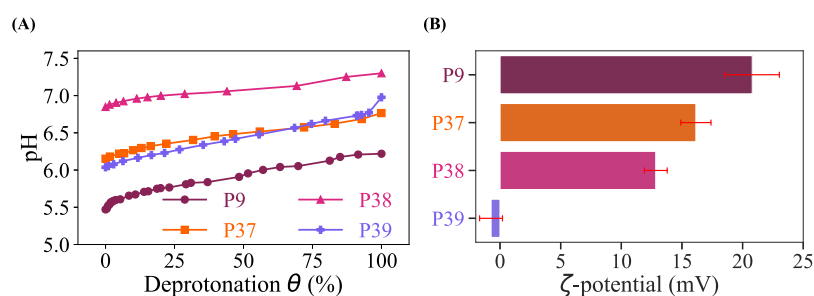 (A)
pH
7.5
7.0
6.5
6.0
5.5
5.0
P9
P38
P37
P39
0
25
50
75
100
Deprotonation θ (%)
(B)
P9
P37
P38
P39
0
5
10
15
20
25
ζ-potential (mV)